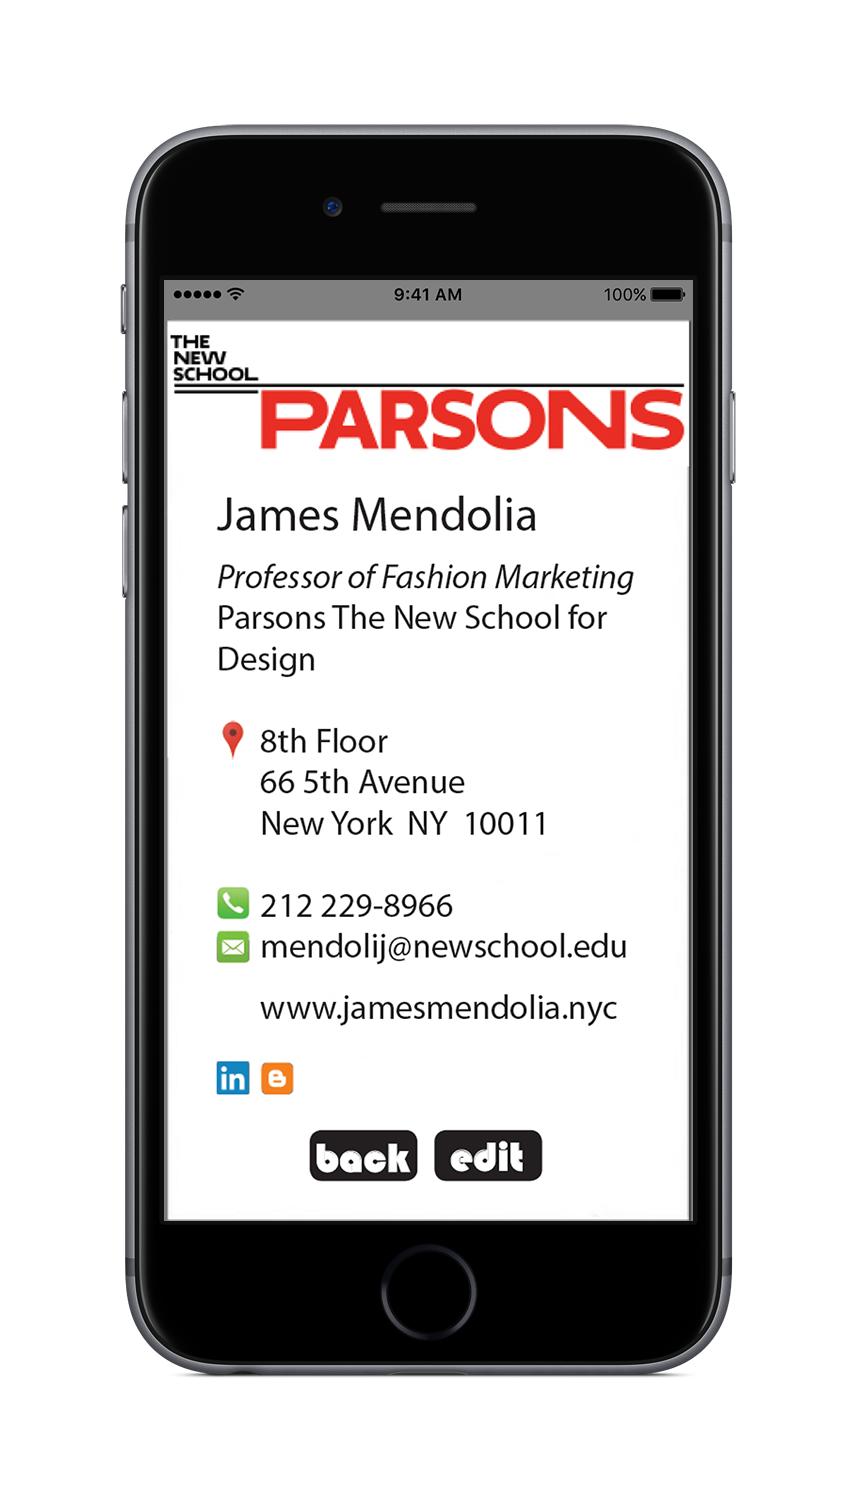 9:41 AM
100%
THE
NEW
SCHOOL
PARSONS
James Mendolia
Professor of Fashion Marketing
Parsons The New School for
Design
8th Floor
66 5th Avenue
New York  NY  10011
212 229-8966
mendolij@newschool.edu
www.jamesmendolia.nyc
in
back edit